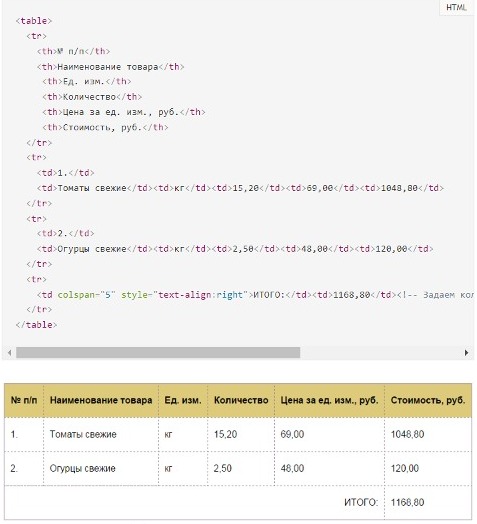 HTML
<table>
<tr>
<th>№ п/п</th>
<th>Наименование товара</th>
<th>Ед. изм.</th>
<th>Количество</th>
<th>Цена за ед. изм., руб.</th>
<th>Стоимость, руб.</th>
</tr>
<tr>
<td>1.</td>
<td>Томаты свежие</td><td>кг</td><td>15,20</td><td>69,00</td><td>1048,80</td>
</tr>
<tr>
<td>2.</td>
<td>Огурцы свежие</td><td>кг</td><td>2,50</td><td>48,00</td><td>120,00</td>
</tr>
<tr>
<td colspan="5" style="text-align:right">ИТОГО:</td><td>1168,80</td><!-- Задаем кол
</tr>
</table>
№ п/п Наименование товара Ед. изм. Количество Цена за ед. изм., руб. Стоимость, руб.
1. Томаты свежие кг 15,20 69,00 1048,80
2. Огурцы свежие кг 2,50 48,00 120,00
ИТОГО: 1168,80